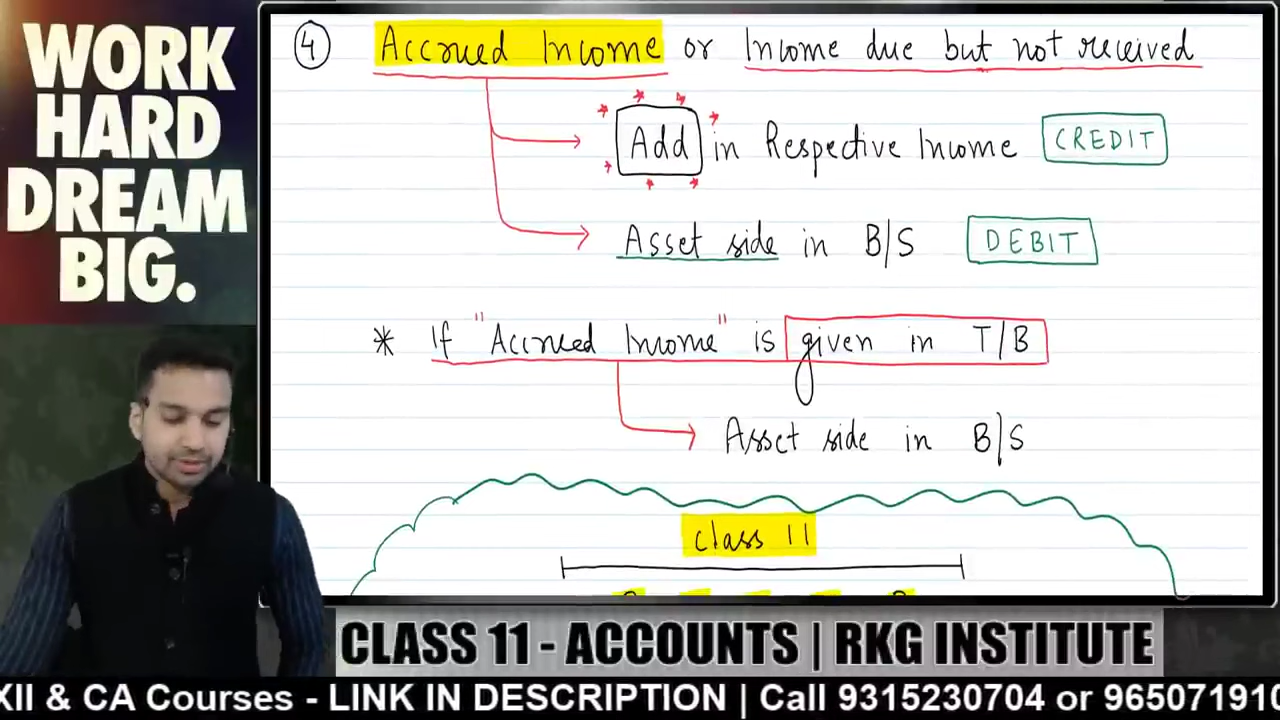 WORK
HARD
DREAM
BIG.
4 Accrued Income or Income due but not received
Add in Respective Income CREDIT
Asset side in B/S DEBIT
* If "Accrued Income" is given in T/B
Asset side in B/S
class 11
CLASS 11 - ACCOUNTS | RKG INSTITUTE
XII & CA Courses - LINK IN DESCRIPTION | Call 9315230704 or 965071910